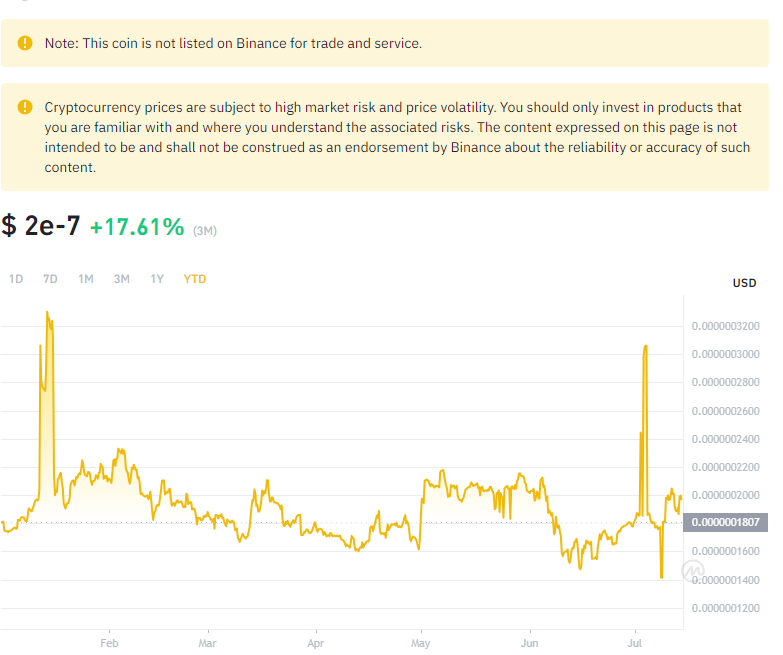 Note: This coin is not listed on Binance for trade and service.
Cryptocurrency prices are subject to high market risk and price volatility. You should only invest in products that
you are familiar with and where you understand the associated risks. The content expressed on this page is not
intended to be and shall not be construed as an endorsement by Binance about the reliability or accuracy of such
content.
$ 2e-7 +17.61% (3M)
1D 7D 1M 3M 1Y YTD
USD
0.0000003200
0.0000003000
0.0000002800
0.0000002600
0.0000002400
0.0000002200
0.0000002000
0.0000001807
0.0000001600
0.0000001400
0.0000001200
Feb Mar Apr May Jun Jul